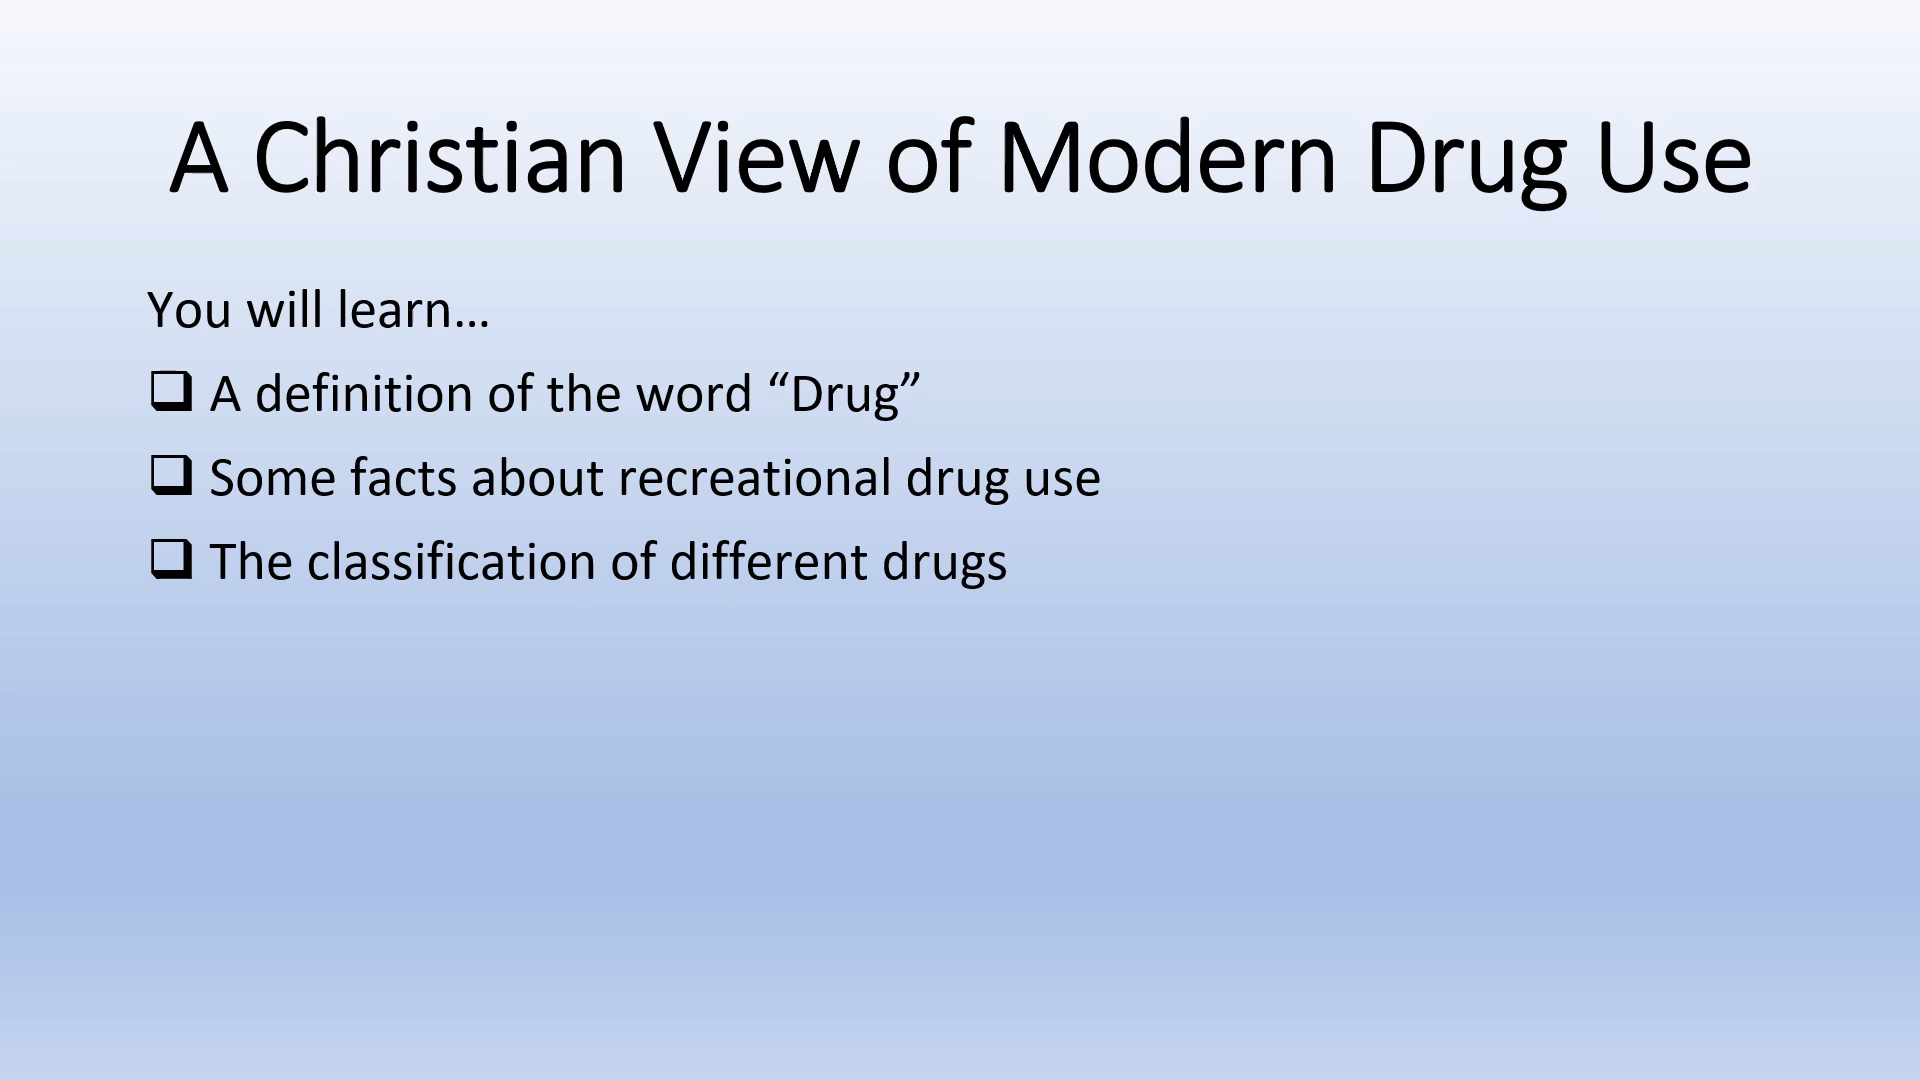 A Christian View of Modern Drug Use
You will learn…
❑ A definition of the word “Drug”
❑ Some facts about recreational drug use
❑ The classification of different drugs